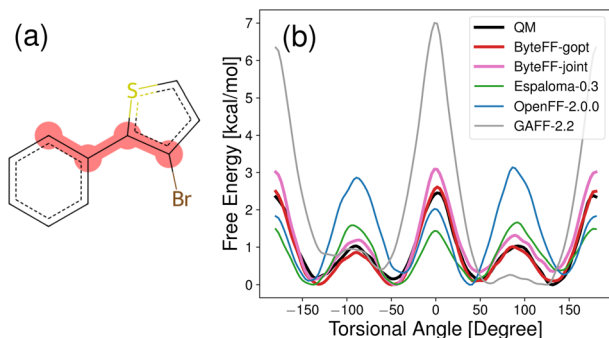 (a)
S
Br
(b)
Free Energy [kcal/mol]
7
6
5
4
3
2
1
0
QM
ByteFF-gopt
ByteFF-joint
Espaloma-0.3
OpenFF-2.0.0
GAFF-2.2
−150 −100 −50 0 50 100 150
Torsional Angle [Degree]